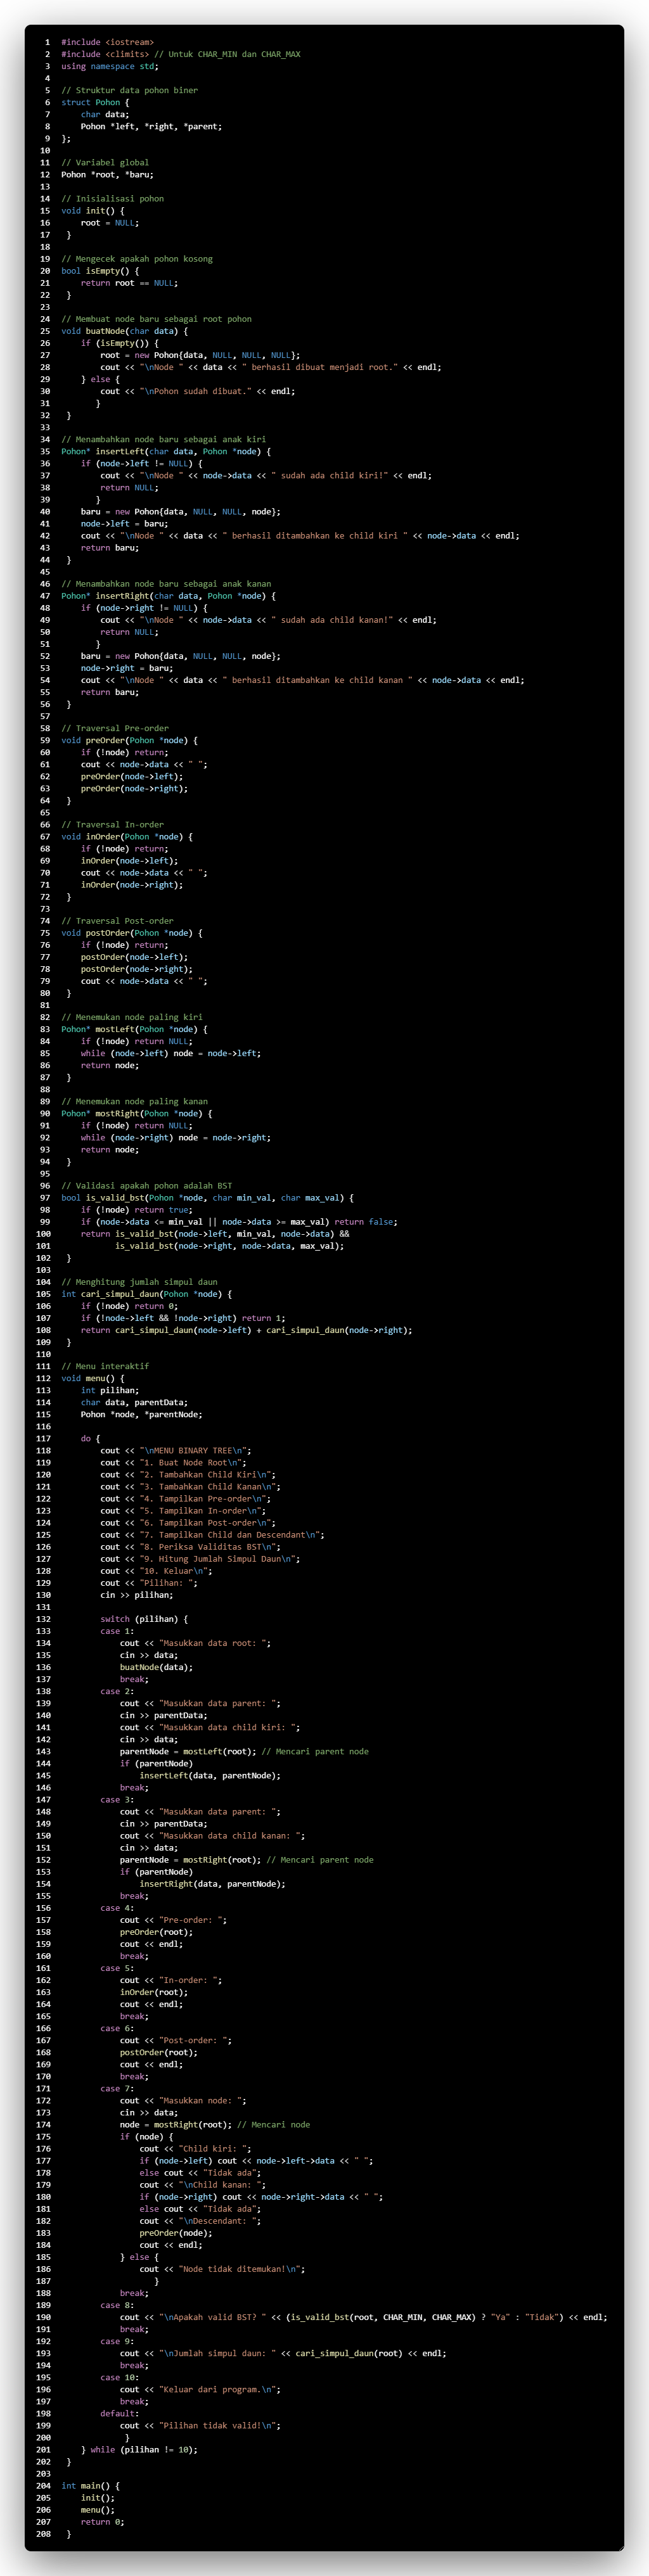 1 #include <iostream>
2 #include <climits> // Untuk CHAR_MIN dan CHAR_MAX
3 using namespace std;
4
5 // Struktur data pohon biner
6 struct Pohon {
7     char data;
8     Pohon *left, *right, *parent;
9 };
10
11 // Variabel global
12 Pohon *root, *baru;
13
14 // Inisialisasi pohon
15 void init() {
16     root = NULL;
17  }
18
19 // Mengecek apakah pohon kosong
20 bool isEmpty() {
21     return root == NULL;
22  }
23
24 // Membuat node baru sebagai root pohon
25 void buatNode(char data) {
26     if (isEmpty()) {
27         root = new Pohon{data, NULL, NULL, NULL};
28         cout << "\nNode " << data << " berhasil dibuat menjadi root." << endl;
29     } else {
30         cout << "\nPohon sudah dibuat." << endl;
31        }
32  }
33
34 // Menambahkan node baru sebagai anak kiri
35 Pohon* insertLeft(char data, Pohon *node) {
36     if (node->left != NULL) {
37         cout << "\nNode " << node->data << " sudah ada child kiri!" << endl;
38         return NULL;
39        }
40     baru = new Pohon{data, NULL, NULL, node};
41     node->left = baru;
42     cout << "\nNode " << data << " berhasil ditambahkan ke child kiri " << node->data << endl;
43     return baru;
44  }
45
46 // Menambahkan node baru sebagai anak kanan
47 Pohon* insertRight(char data, Pohon *node) {
48     if (node->right != NULL) {
49         cout << "\nNode " << node->data << " sudah ada child kanan!" << endl;
50         return NULL;
51        }
52     baru = new Pohon{data, NULL, NULL, node};
53     node->right = baru;
54     cout << "\nNode " << data << " berhasil ditambahkan ke child kanan " << node->data << endl;
55     return baru;
56  }
57
58 // Traversal Pre-order
59 void preOrder(Pohon *node) {
60     if (!node) return;
61     cout << node->data << " ";
62     preOrder(node->left);
63     preOrder(node->right);
64  }
65
66 // Traversal In-order
67 void inOrder(Pohon *node) {
68     if (!node) return;
69     inOrder(node->left);
70     cout << node->data << " ";
71     inOrder(node->right);
72  }
73
74 // Traversal Post-order
75 void postOrder(Pohon *node) {
76     if (!node) return;
77     postOrder(node->left);
78     postOrder(node->right);
79     cout << node->data << " ";
80  }
81
82 // Menemukan node paling kiri
83 Pohon* mostLeft(Pohon *node) {
84     if (!node) return NULL;
85     while (node->left) node = node->left;
86     return node;
87  }
88
89 // Menemukan node paling kanan
90 Pohon* mostRight(Pohon *node) {
91     if (!node) return NULL;
92     while (node->right) node = node->right;
93     return node;
94  }
95
96 // Validasi apakah pohon adalah BST
97 bool is_valid_bst(Pohon *node, char min_val, char max_val) {
98     if (!node) return true;
99     if (node->data <= min_val || node->data >= max_val) return false;
100     return is_valid_bst(node->left, min_val, node->data) &&
101            is_valid_bst(node->right, node->data, max_val);
102  }
103
104 // Menghitung jumlah simpul daun
105 int cari_simpul_daun(Pohon *node) {
106     if (!node) return 0;
107     if (!node->left && !node->right) return 1;
108     return cari_simpul_daun(node->left) + cari_simpul_daun(node->right);
109  }
110
111 // Menu interaktif
112 void menu() {
113     int pilihan;
114     char data, parentData;
115     Pohon *node, *parentNode;
116
117     do {
118         cout << "\nMENU BINARY TREE\n";
119         cout << "1. Buat Node Root\n";
120         cout << "2. Tambahkan Child Kiri\n";
121         cout << "3. Tambahkan Child Kanan\n";
122         cout << "4. Tampilkan Pre-order\n";
123         cout << "5. Tampilkan In-order\n";
124         cout << "6. Tampilkan Post-order\n";
125         cout << "7. Tampilkan Child dan Descendant\n";
126         cout << "8. Periksa Validitas BST\n";
127         cout << "9. Hitung Jumlah Simpul Daun\n";
128         cout << "10. Keluar\n";
129         cout << "Pilihan: ";
130         cin >> pilihan;
131
132         switch (pilihan) {
133         case 1:
134             cout << "Masukkan data root: ";
135             cin >> data;
136             buatNode(data);
137             break;
138         case 2:
139             cout << "Masukkan data parent: ";
140             cin >> parentData;
141             cout << "Masukkan data child kiri: ";
142             cin >> data;
143             parentNode = mostLeft(root); // Mencari parent node
144             if (parentNode)
145                 insertLeft(data, parentNode);
146             break;
147         case 3:
148             cout << "Masukkan data parent: ";
149             cin >> parentData;
150             cout << "Masukkan data child kanan: ";
151             cin >> data;
152             parentNode = mostRight(root); // Mencari parent node
153             if (parentNode)
154                 insertRight(data, parentNode);
155             break;
156         case 4:
157             cout << "Pre-order: ";
158             preOrder(root);
159             cout << endl;
160             break;
161         case 5:
162             cout << "In-order: ";
163             inOrder(root);
164             cout << endl;
165             break;
166         case 6:
167             cout << "Post-order: ";
168             postOrder(root);
169             cout << endl;
170             break;
171         case 7:
172             cout << "Masukkan node: ";
173             cin >> data;
174             node = mostRight(root); // Mencari node
175             if (node) {
176                 cout << "Child kiri: ";
177                 if (node->left) cout << node->left->data << " ";
178                 else cout << "Tidak ada";
179                 cout << "\nChild kanan: ";
180                 if (node->right) cout << node->right->data << " ";
181                 else cout << "Tidak ada";
182                 cout << "\nDescendant: ";
183                 preOrder(node);
184                 cout << endl;
185             } else {
186                 cout << "Node tidak ditemukan!\n";
187                    }
188             break;
189         case 8:
190             cout << "\nApakah valid BST? " << (is_valid_bst(root, CHAR_MIN, CHAR_MAX) ? "Ya" : "Tidak") << endl;
191             break;
192         case 9:
193             cout << "\nJumlah simpul daun: " << cari_simpul_daun(root) << endl;
194             break;
195         case 10:
196             cout << "Keluar dari program.\n";
197             break;
198         default:
199             cout << "Pilihan tidak valid!\n";
200              }
201     } while (pilihan != 10);
202  }
203
204 int main() {
205     init();
206     menu();
207     return 0;
208  }